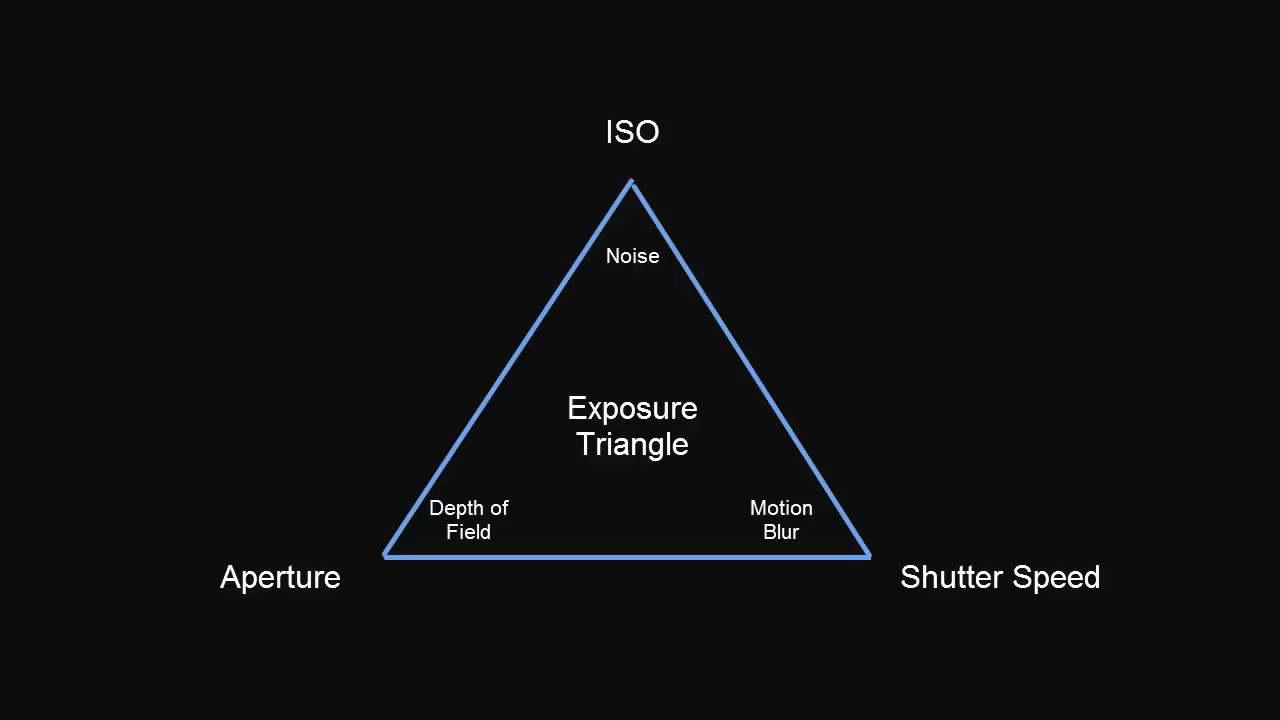 ISO
Noise
Exposure
Triangle
Depth of
Field
Motion
Blur
Aperture
Shutter Speed